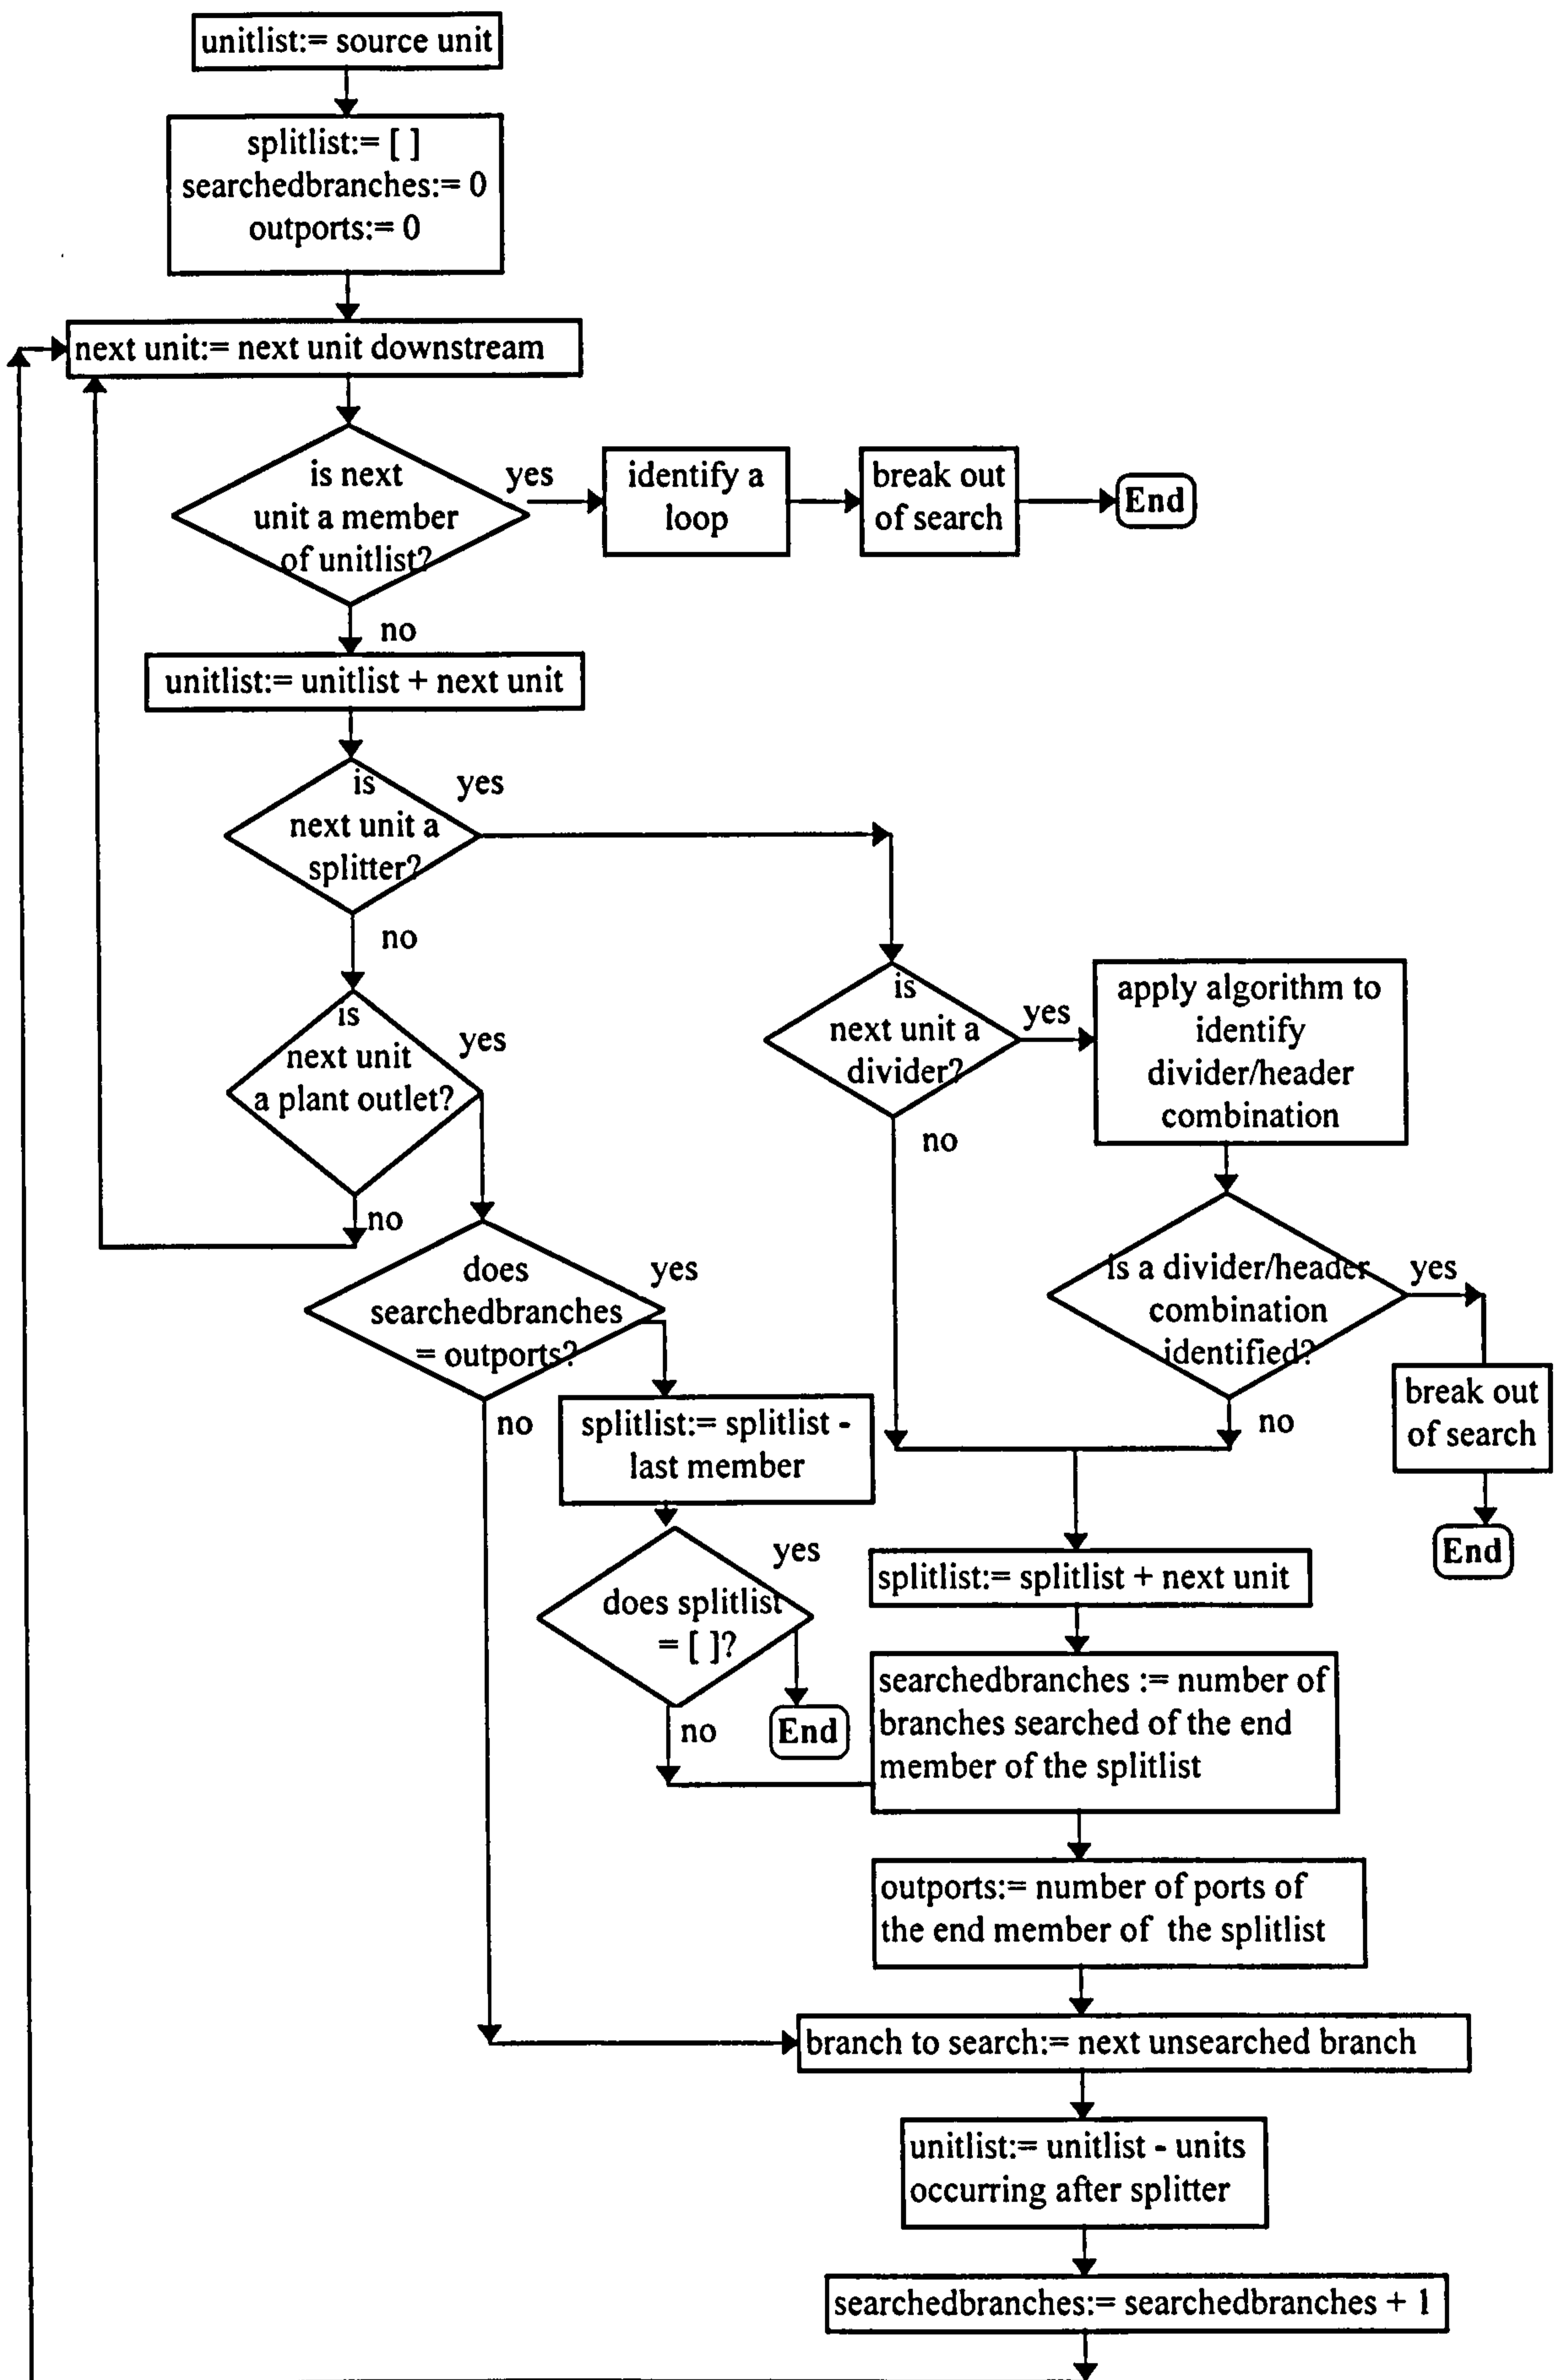 unitlist:= source unit
splitlist:= [ ]
searchedbranches:= 0
outports:= 0
next unit:= next unit downstream
is next
unit a member
of unitlist?
yes
identify a
loop
break out
of search
End
no
unitlist:= unitlist + next unit
is
next unit a
splitter?
yes
no
is
next unit a
divider?
yes
apply algorithm to
identify
divider/header
combination
no
is
next unit
a plant outlet?
yes
no
is a divider/header
combination
identified?
yes
break out
of search
End
no
does
searchedbranches
= outports?
yes
no
splitlist:= splitlist -
last member
does splitlist
= [ ]?
yes
End
no
splitlist:= splitlist + next unit
searchedbranches := number of
branches searched of the end
member of the splitlist
outports:= number of ports of
the end member of the splitlist
branch to search:= next unsearched branch
unitlist:= unitlist - units
occurring after splitter
searchedbranches:= searchedbranches + 1